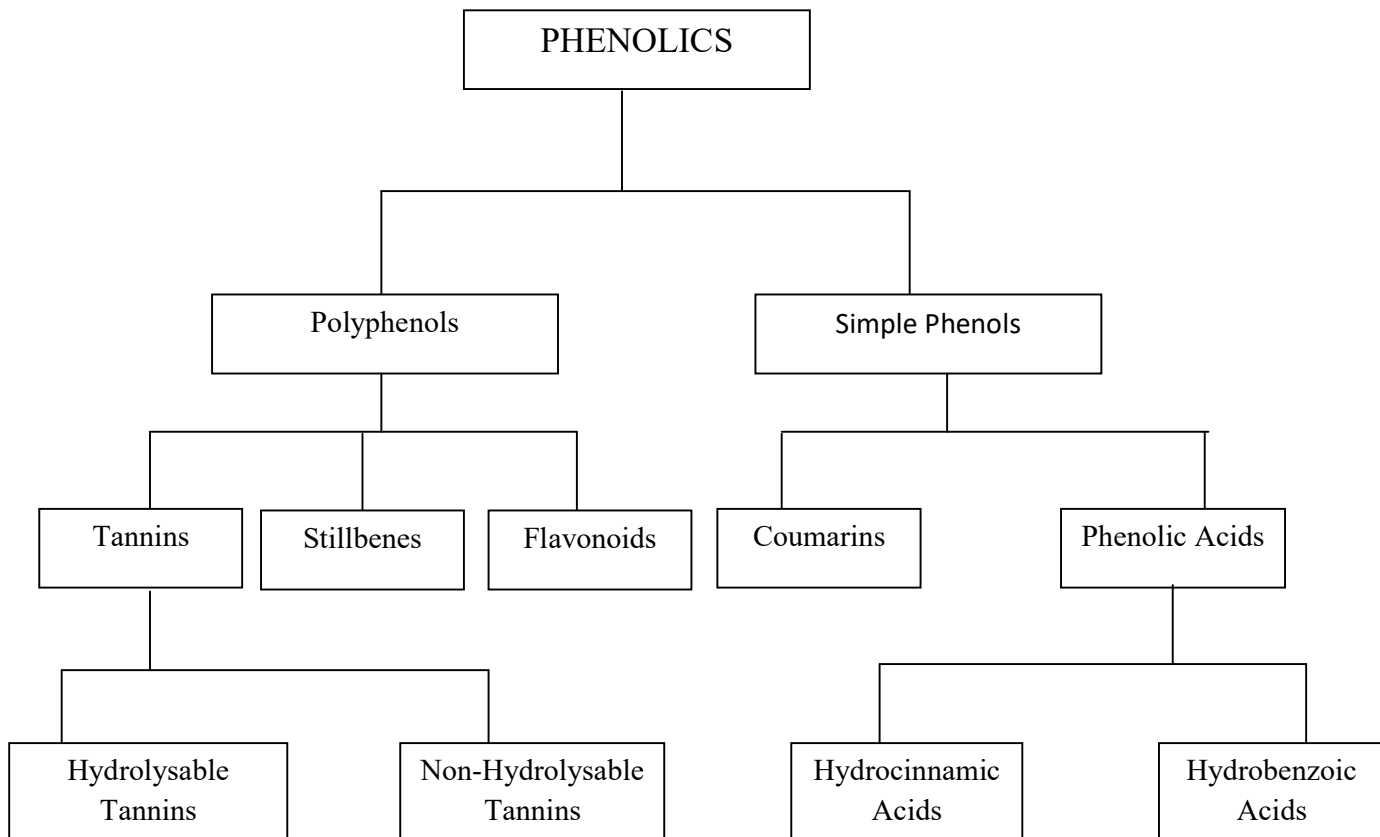 PHENOLICS
Polyphenols
Simple Phenols
Tannins
Stillbenes
Flavonoids
Coumarins
Phenolic Acids
Hydrolysable
Tannins
Non-Hydrolysable
Tannins
Hydrocinnamic
Acids
Hydrobenzoic
Acids